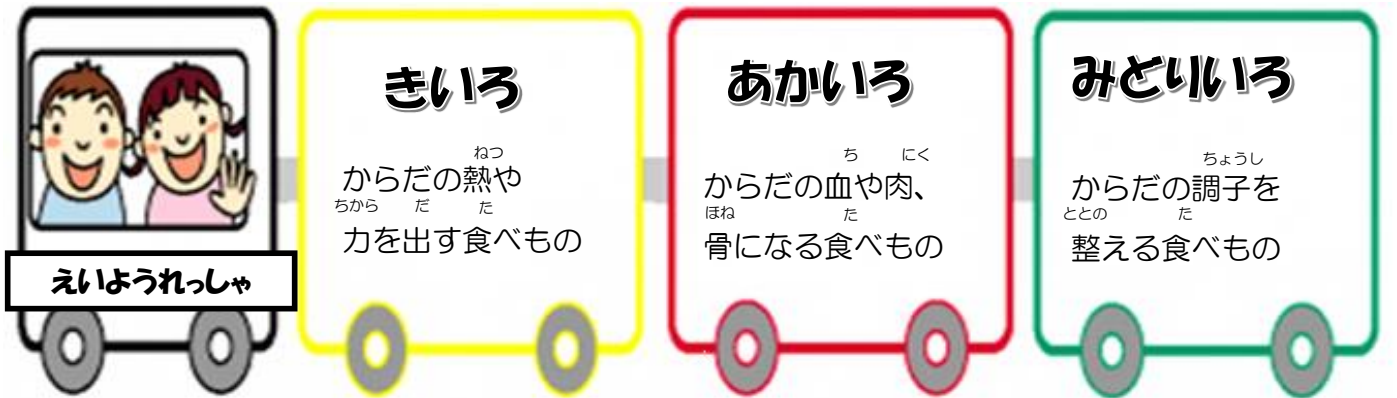 えいようれっしゃ
きいろ
ねつ
からだの熱や
ちから だ た
力を出す食べもの
あかいろ
ち にく
からだの血や肉、
ほね た
骨になる食べもの
みどりいろ
ちょうし
からだの調子を
ととの た
整える食べもの